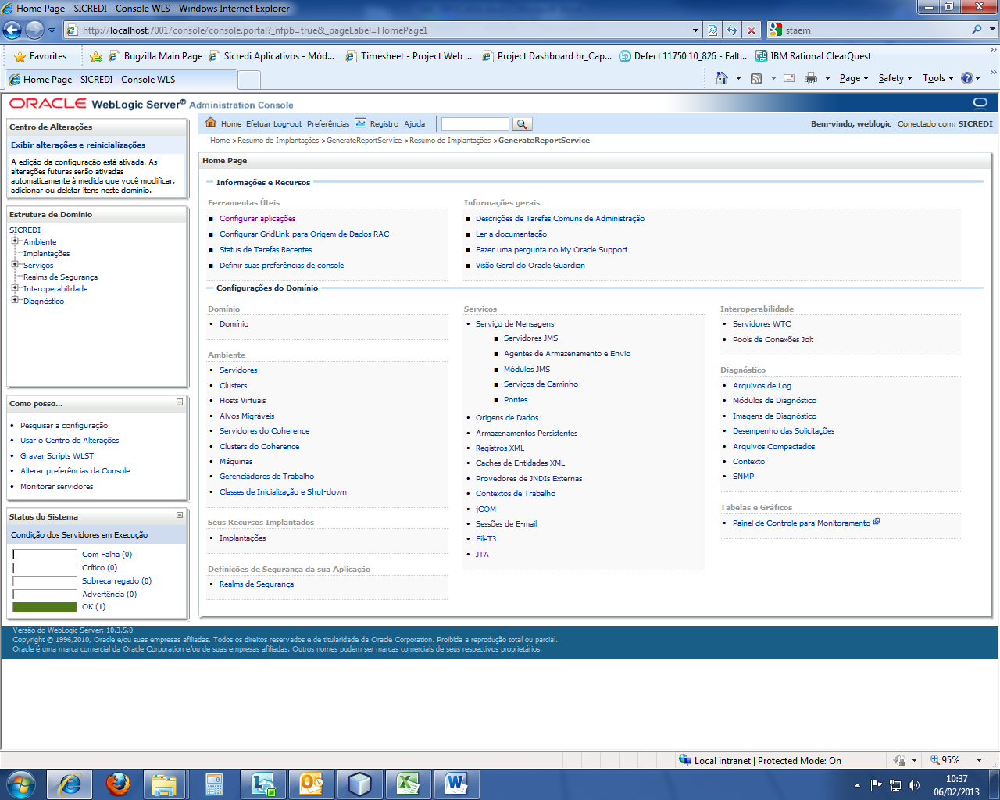 Home Page - SICREDI - Console WLS - Windows Internet Explorer
http://localhost:7001/console/console.portal?_nfpb=true&_pageLabel=HomePage1
staem
Favorites
Bugzilla Main Page
Sicredi Aplicativos - Mód...
Timesheet - Project Web ...
Project Dashboard br_Cap...
Defect 11750 10_826 - Falt...
IBM Rational ClearQuest
Home Page - SICREDI - Console WLS
Page
Safety
Tools
ORACLE WebLogic Server® Administration Console
Centro de Alterações
Exibir alterações e reinicializações
A edição da configuração está ativada. As
alterações futuras serão ativadas
automaticamente à medida que você modificar,
adicionar ou deletar itens neste domínio.
Estrutura de Domínio
SICREDI
Ambiente
Implantações
Serviços
Realms de Segurança
Interoperabilidade
Diagnóstico
Como posso...
Pesquisar a configuração
Usar o Centro de Alterações
Gravar Scripts WLST
Alterar preferências da Console
Monitorar servidores
Status do Sistema
Condição dos Servidores em Execução
Com Falha (0)
Crítico (0)
Sobrecarregado (0)
Advertência (0)
OK (1)
Home Efetuar Log-out Preferências Registro Ajuda
Bem-vindo, weblogic
Conectado com: SICREDI
Home >Resumo de Implantações >GenerateReportService >Resumo de Implantações >GenerateReportService
Home Page
Informações e Recursos
Ferramentas Úteis
Configurar aplicações
Configurar GridLink para Origem de Dados RAC
Status de Tarefas Recentes
Definir suas preferências de console
Informações gerais
Descrições de Tarefas Comuns de Administração
Ler a documentação
Fazer uma pergunta no My Oracle Support
Visão Geral do Oracle Guardian
Configurações do Domínio
Domínio
Domínio
Ambiente
Servidores
Clusters
Hosts Virtuais
Alvos Migráveis
Servidores do Coherence
Clusters do Coherence
Máquinas
Gerenciadores de Trabalho
Classes de Inicialização e Shut-down
Seus Recursos Implantados
Implantações
Definições de Segurança da sua Aplicação
Realms de Segurança
Serviços
Serviço de Mensagens
Servidores JMS
Agentes de Armazenamento e Envio
Módulos JMS
Serviços de Caminho
Pontes
Origens de Dados
Armazenamentos Persistentes
Registros XML
Caches de Entidades XML
Provedores de JNDIs Externas
Contextos de Trabalho
jCOM
Sessões de E-mail
FileT3
JTA
Interoperabilidade
Servidores WTC
Pools de Conexões Jolt
Diagnóstico
Arquivos de Log
Módulos de Diagnóstico
Imagens de Diagnóstico
Desempenho das Solicitações
Arquivos Compactados
Contexto
SNMP
Tabelas e Gráficos
Painel de Controle para Monitoramento
Versão do WebLogic Server: 10.3.5.0
Copyright © 1996,2010, Oracle e/ou suas empresas afiliadas. Todos os direitos reservados e de titularidade da Oracle Corporation. Proibida a reprodução total ou parcial.
Oracle é uma marca comercial da Oracle Corporation e/ou de suas empresas afiliadas. Outros nomes podem ser marcas comerciais de seus respectivos proprietários.
Local intranet | Protected Mode: On
95%
10:37
06/02/2013